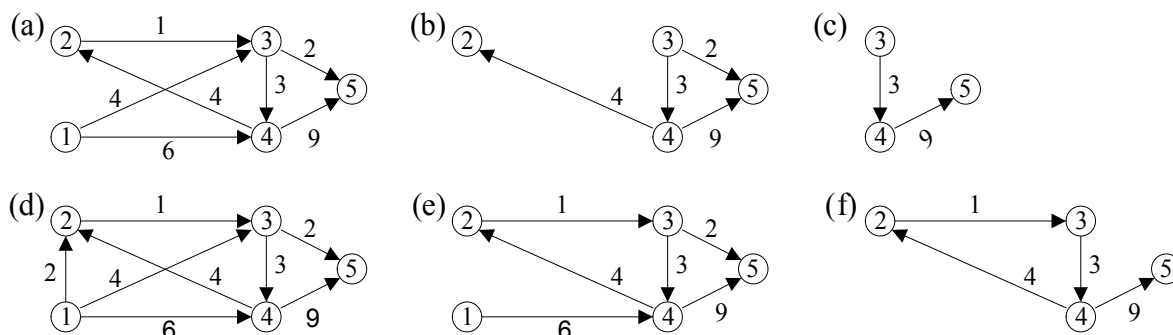 (a) 2 1 3 2 5 4 4 3 1 6 4 9
(b) 2 3 2 5 4 3 4 9
(c) 3 3 5 4 9
(d) 2 1 3 2 5 2 4 4 3 1 6 4 9
(e) 2 1 3 2 5 4 3 1 6 4 9
(f) 2 1 3 4 3 5 4 9